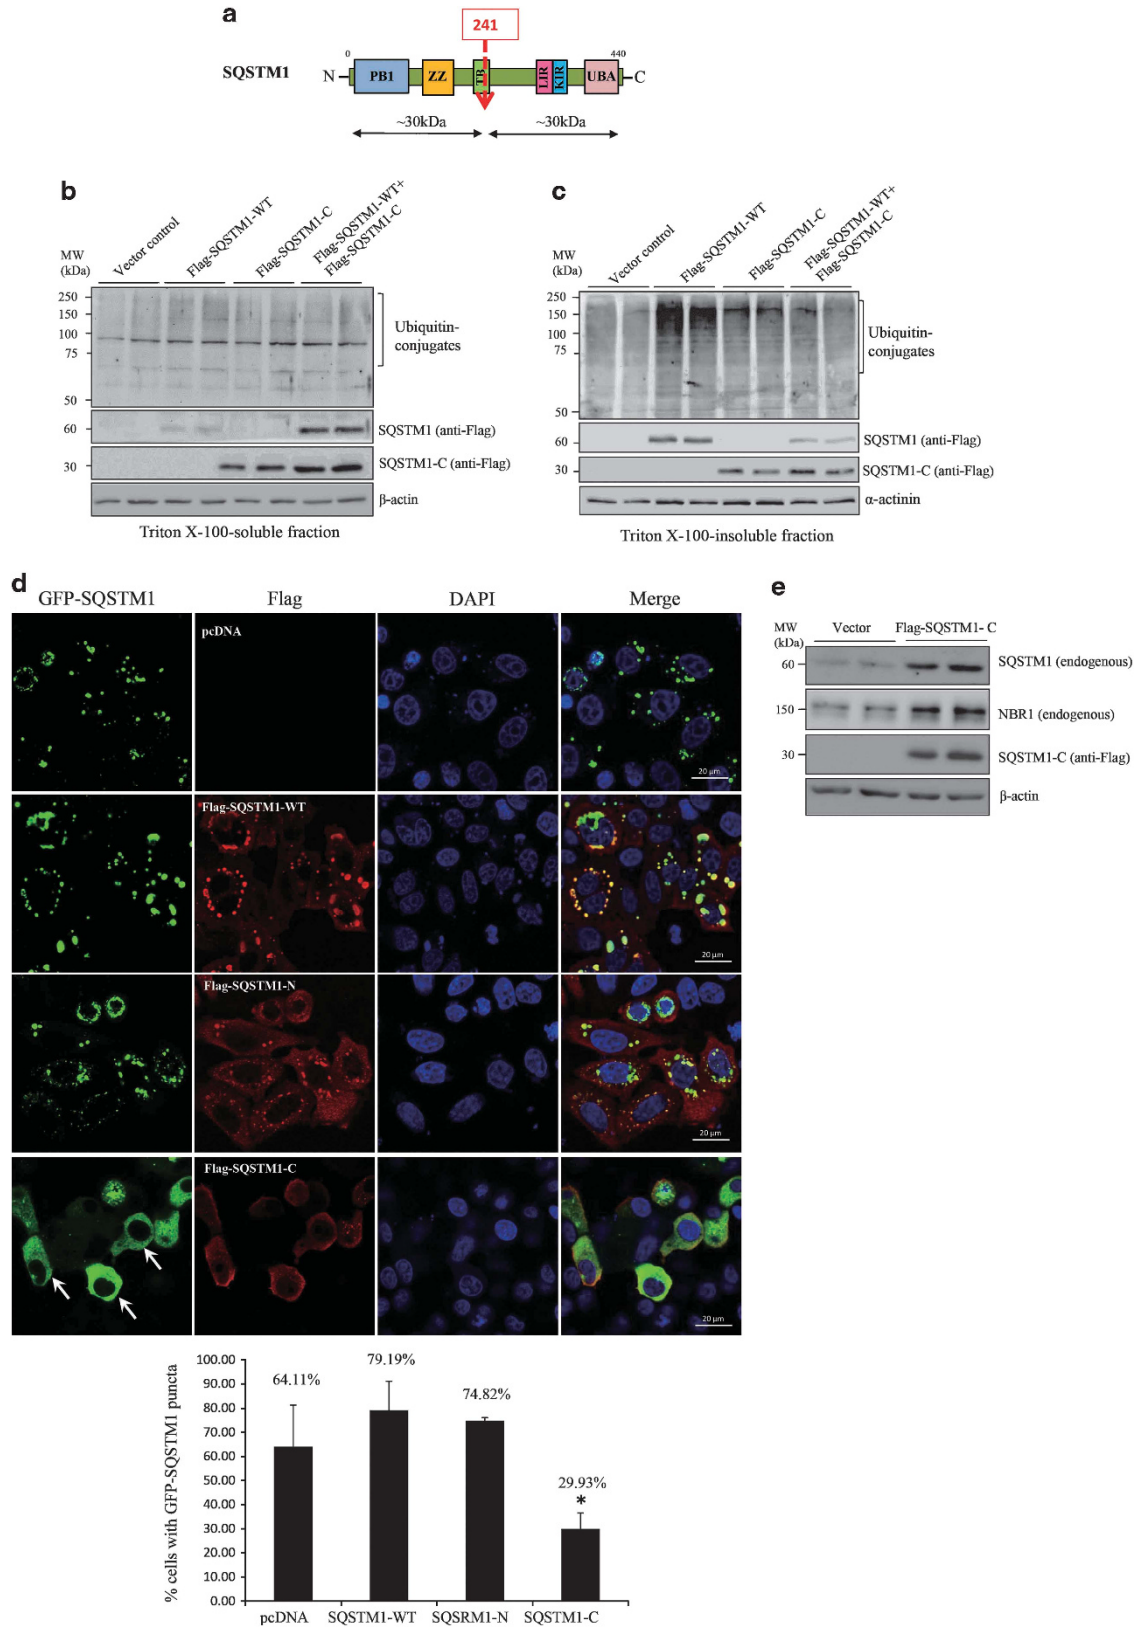 a
241
0
440
SQSTM1
N
PB1
ZZ
TB
LIR
KIR
UBA
C
~30kDa
~30kDa
b
MW
(kDa)
Vector control
Flag-SQSTM1-WT
Flag-SQSTM1-C
Flag-SQSTM1-WT+
Flag-SQSTM1-C
250
150
100
75
50
Ubiquitin-
conjugates
60
SQSTM1 (anti-Flag)
30
SQSTM1-C (anti-Flag)
β-actin
Triton X-100-soluble fraction
c
MW
(kDa)
Vector control
Flag-SQSTM1-WT
Flag-SQSTM1-C
Flag-SQSTM1-WT+
Flag-SQSTM1-C
250
150
100
75
50
Ubiquitin-
conjugates
60
SQSTM1 (anti-Flag)
30
SQSTM1-C (anti-Flag)
α-actinin
Triton X-100-insoluble fraction
d
GFP-SQSTM1
Flag
DAPI
Merge
pcDNA
20 μm
Flag-SQSTM1-WT
20 μm
Flag-SQSTM1-N
20 μm
Flag-SQSTM1-C
20 μm
% cells with GFP-SQSTM1 puncta
100.00
90.00
80.00
70.00
60.00
50.00
40.00
30.00
20.00
10.00
0.00
64.11%
79.19%
74.82%
29.93%
*
pcDNA
SQSTM1-WT
SQSRM1-N
SQSTM1-C
e
MW
(kDa)
Vector
Flag-SQSTM1- C
60
SQSTM1 (endogenous)
150
NBR1 (endogenous)
30
SQSTM1-C (anti-Flag)
β-actin